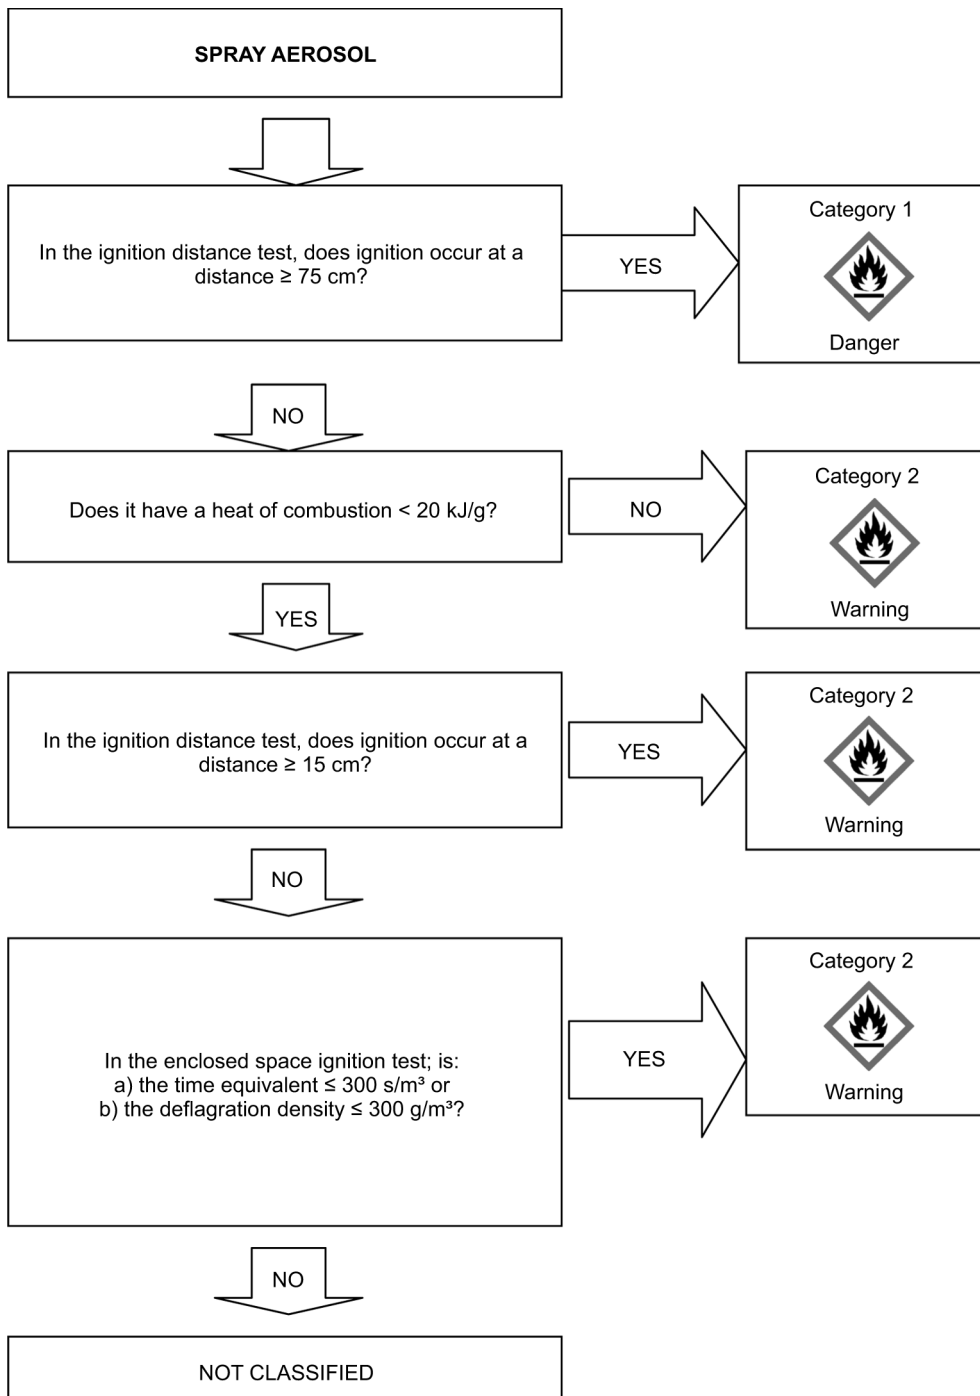 SPRAY AEROSOL
In the ignition distance test, does ignition occur at a
distance ≥ 75 cm?
YES
Category 1
Danger
NO
Does it have a heat of combustion < 20 kJ/g?
NO
Category 2
Warning
YES
In the ignition distance test, does ignition occur at a
distance ≥ 15 cm?
YES
Category 2
Warning
NO
In the enclosed space ignition test; is:
a) the time equivalent ≤ 300 s/m³ or
b) the deflagration density ≤ 300 g/m³?
YES
Category 2
Warning
NO
NOT CLASSIFIED